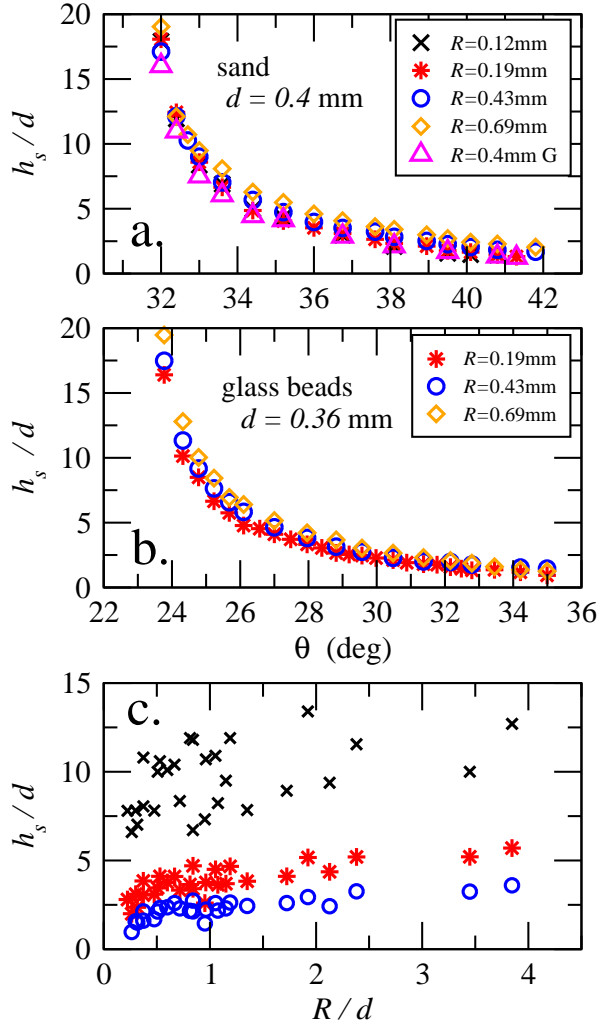 20
15
10
5
0
h_s/d
sand
d = 0.4 mm
R=0.12mm
R=0.19mm
R=0.43mm
R=0.69mm
R=0.4mm G
a.
32 34 36 38 40 42
20
15
10
5
0
h_s/d
glass beads
d = 0.36 mm
R=0.19mm
R=0.43mm
R=0.69mm
b.
22 24 26 28 30 32 34 36
θ (deg)
15
10
5
0
h_s/d
c.
0 1 2 3 4
R/d